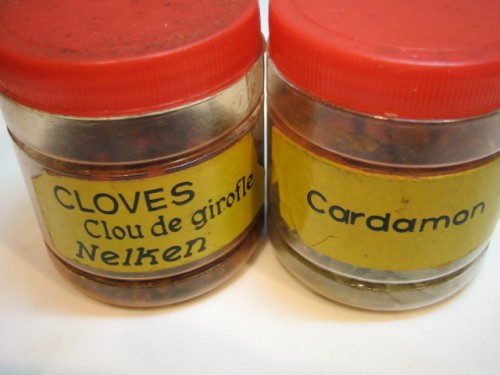 CLOVES
Clou de girofle
Nelken
Cardamon